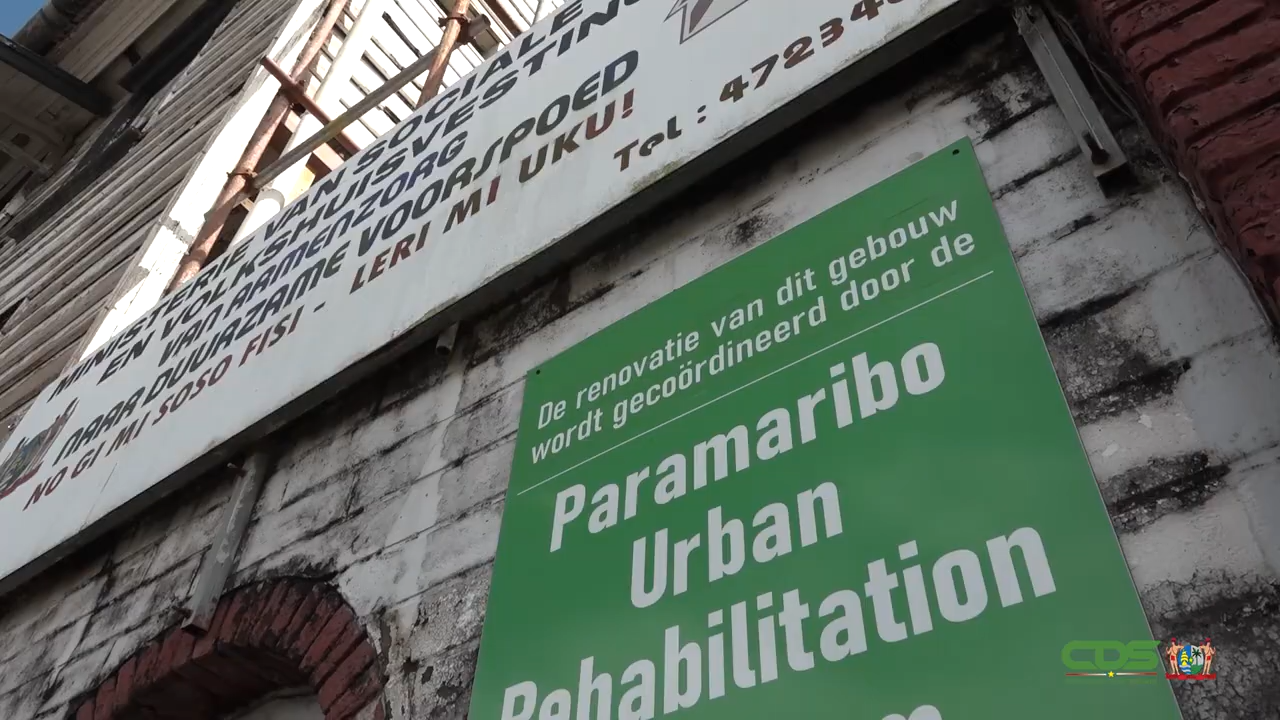 MINISTERIE VAN SOCIALE
EN VOLKSHUISVESTING
VAN ARMENZORG
NAAR DUURZAME VOORSPOED
NO GI MI SOSO FISI - LERI MI UKU!
Tel : 47234
De renovatie van dit gebouw
wordt gecoördineerd door de
Paramaribo
Urban
Rehabilitation
CDS